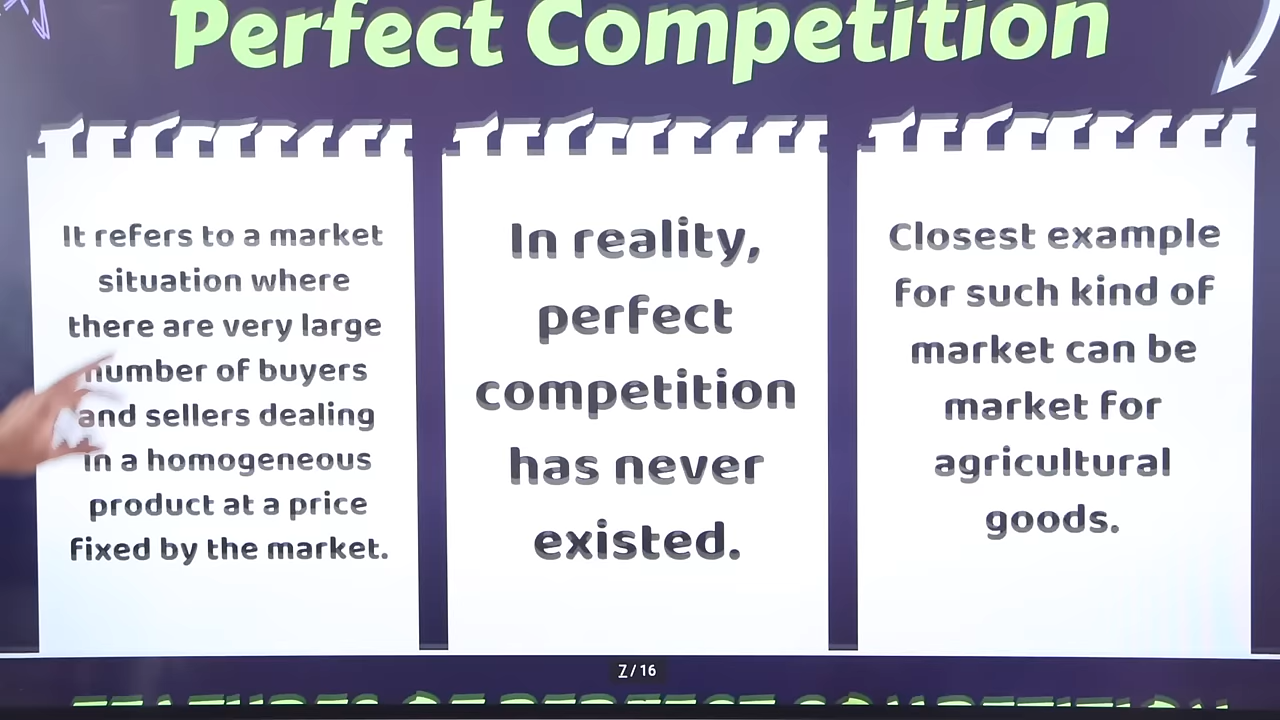 Perfect Competition
It refers to a market
situation where
there are very large
number of buyers
and sellers dealing
in a homogeneous
product at a price
fixed by the market.
In reality,
perfect
competition
has never
existed.
Closest example
for such kind of
market can be
market for
agricultural
goods.
7/16